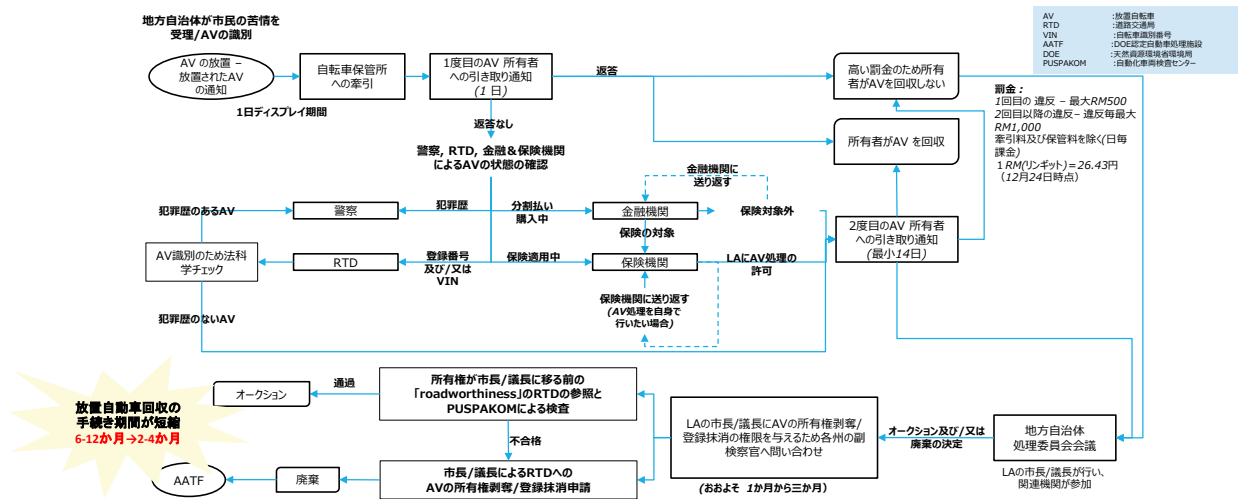 地方自治体が市民の苦情を
受理/AVの識別
AV の放置 –
放置されたAV
の通知
自転車保管所
への牽引
1日ディスプレイ期間
1度目のAV 所有者
への引き取り通知
(1 日)
返答
返答なし
高い罰金のため所有
者がAVを回収しない
所有者がAV を回収
AV :放置自転車
RTD :道路交通局
VIN :自転車識別番号
AATF :DOE認定自動車処理施設
DOE :天然資源環境省環境局
PUSPAKOM :自動化車両検査センター
罰金:
1回目の 違反 – 最大RM500
2回目以降の違反– 違反毎最大
RM1,000
牽引料及び保管料を除く(日毎
課金)
1 RM(リンギット)＝26.43円
（12月24日時点）
警察, RTD, 金融&保険機関
によるAVの状態の確認
金融機関に
送り返す
犯罪歴のあるAV
警察
犯罪歴
分割払い
購入中
金融機関
保険対象外
保険の対象
AV識別のため法科
学チェック
RTD
登録番号
及び/又は
VIN
保険適用中
保険機関
LAにAV処理の
許可
2度目のAV 所有者
への引き取り通知
(最小14日)
保険機関に送り返す
(AV処理を自身で
行いたい場合)
犯罪歴のないAV
放置自動車回収の
手続き期間が短縮
6-12か月→2-4か月
オークション
通過
所有権が市長/議長に移る前の
「roadworthiness」のRTDの参照と
PUSPAKOMによる検査
不合格
市長/議長によるRTDへの
AVの所有権剥奪/登録抹消申請
廃棄
AATF
LAの市長/議長にAVの所有権剥奪/
登録抹消の権限を与えるため各州の副
検察官へ問い合わせ
(おおよそ 1か月から三か月）
オークション及び/又は
廃棄の決定
地方自治体
処理委員会会議
LAの市長/議長が行い、
関連機関が参加